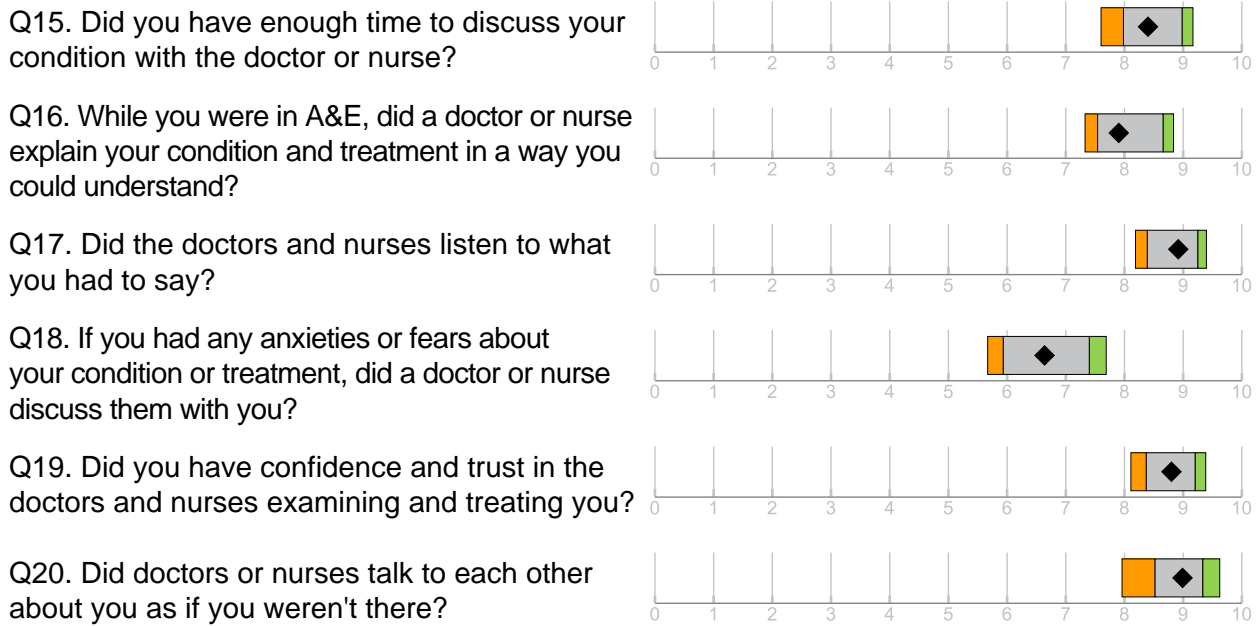 Q15. Did you have enough time to discuss your
condition with the doctor or nurse?
0 1 2 3 4 5 6 7 8 9 10
Q16. While you were in A&E, did a doctor or nurse
explain your condition and treatment in a way you
could understand?
0 1 2 3 4 5 6 7 8 9 10
Q17. Did the doctors and nurses listen to what
you had to say?
0 1 2 3 4 5 6 7 8 9 10
Q18. If you had any anxieties or fears about
your condition or treatment, did a doctor or nurse
discuss them with you?
0 1 2 3 4 5 6 7 8 9 10
Q19. Did you have confidence and trust in the
doctors and nurses examining and treating you?
0 1 2 3 4 5 6 7 8 9 10
Q20. Did doctors or nurses talk to each other
about you as if you weren't there?
0 1 2 3 4 5 6 7 8 9 10